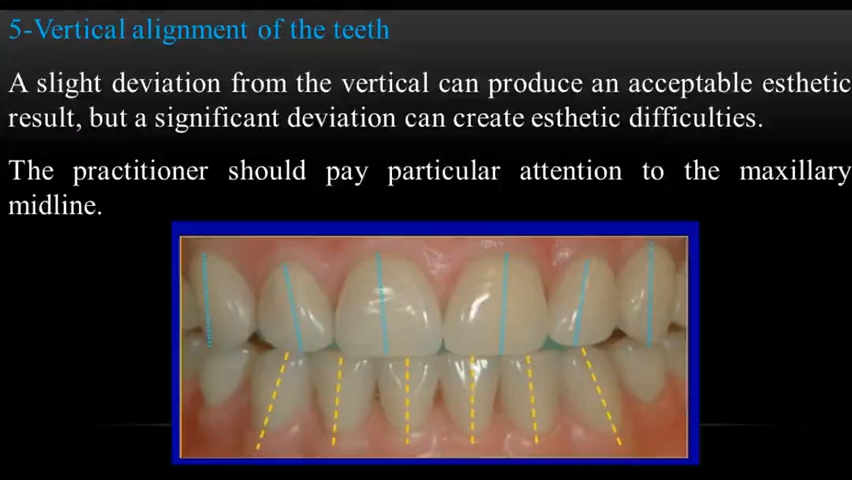 5-Vertical alignment of the teeth
A slight deviation from the vertical can produce an acceptable esthetic
result, but a significant deviation can create esthetic difficulties.
The practitioner should pay particular attention to the maxillary
midline.